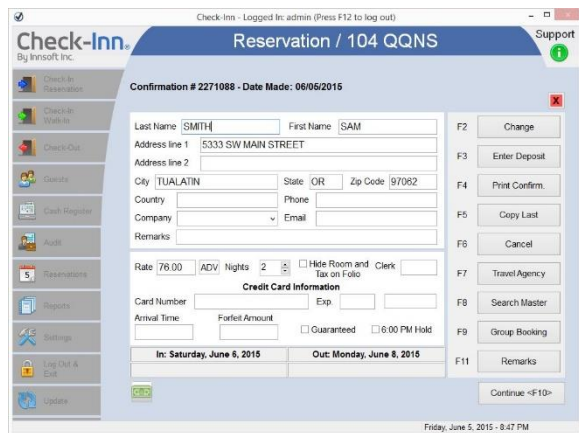 Check-Inn - Logged In: admin (Press F12 to log out)
Check-Inn®
By Innsoft Inc.
Reservation / 104 QQNS
Support
Check-In Reservation
Check-In Walk-In
Check-Out
Guests
Cash Register
Audit
Reservations
Reports
Settings
Log Out & Exit
Update
Confirmation # 2271088 - Date Made: 06/05/2015
X
Last Name SMITH First Name SAM
Address line 1 5333 SW MAIN STREET
Address line 2
City TUALATIN State OR Zip Code 97062
Country Phone
Company Email
Remarks
Rate 76.00 ADV Nights 2 Hide Room and Tax on Folio Clerk
Credit Card Information
Card Number Exp.
Arrival Time Forfeit Amount
Guaranteed 6:00 PM Hold
In: Saturday, June 6, 2015 Out: Monday, June 8, 2015
F2 Change
F3 Enter Deposit
F4 Print Confirm.
F5 Copy Last
F6 Cancel
F7 Travel Agency
F8 Search Master
F9 Group Booking
F11 Remarks
Continue <F10>
Friday, June 5, 2015 - 8:47 PM